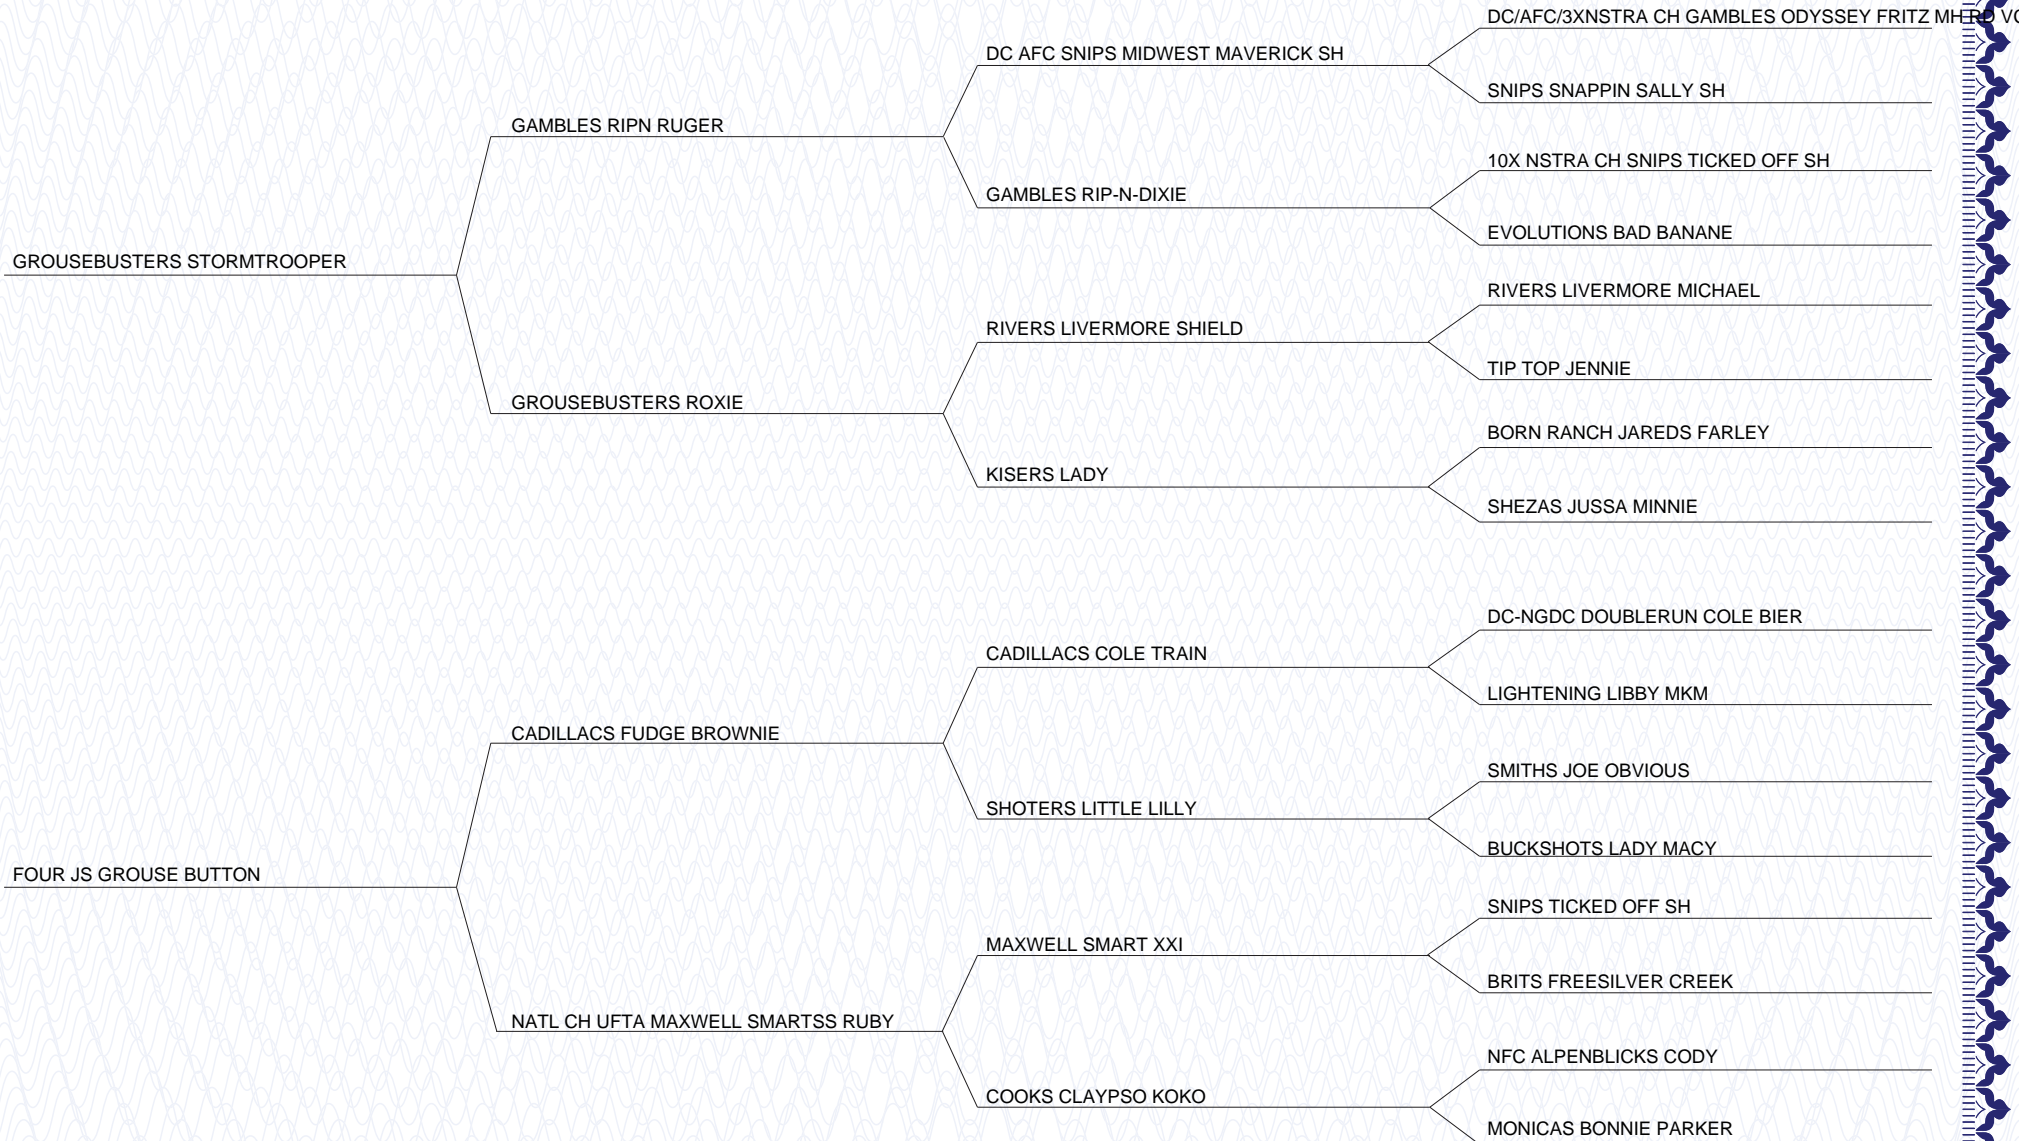 DC/AFC/3XNSTRA CH GAMBLES ODYSSEY FRITZ MH RD VC
DC AFC SNIPS MIDWEST MAVERICK SH
SNIPS SNAPPIN SALLY SH
GAMBLES RIPN RUGER
10X NSTRA CH SNIPS TICKED OFF SH
GAMBLES RIP-N-DIXIE
EVOLUTIONS BAD BANANE
GROUSEBUSTERS STORMTROOPER
RIVERS LIVERMORE MICHAEL
RIVERS LIVERMORE SHIELD
TIP TOP JENNIE
GROUSEBUSTERS ROXIE
BORN RANCH JAREDS FARLEY
KISERS LADY
SHEZAS JUSSA MINNIE
DC-NGDC DOUBLERUN COLE BIER
CADILLACS COLE TRAIN
LIGHTENING LIBBY MKM
CADILLACS FUDGE BROWNIE
SMITHS JOE OBVIOUS
SHOTERS LITTLE LILLY
BUCKSHOTS LADY MACY
FOUR JS GROUSE BUTTON
SNIPS TICKED OFF SH
MAXWELL SMART XXI
BRITS FREESILVER CREEK
NATL CH UFTA MAXWELL SMARTSS RUBY
NFC ALPENBLICKS CODY
COOKS CLAYPSO KOKO
MONICAS BONNIE PARKER